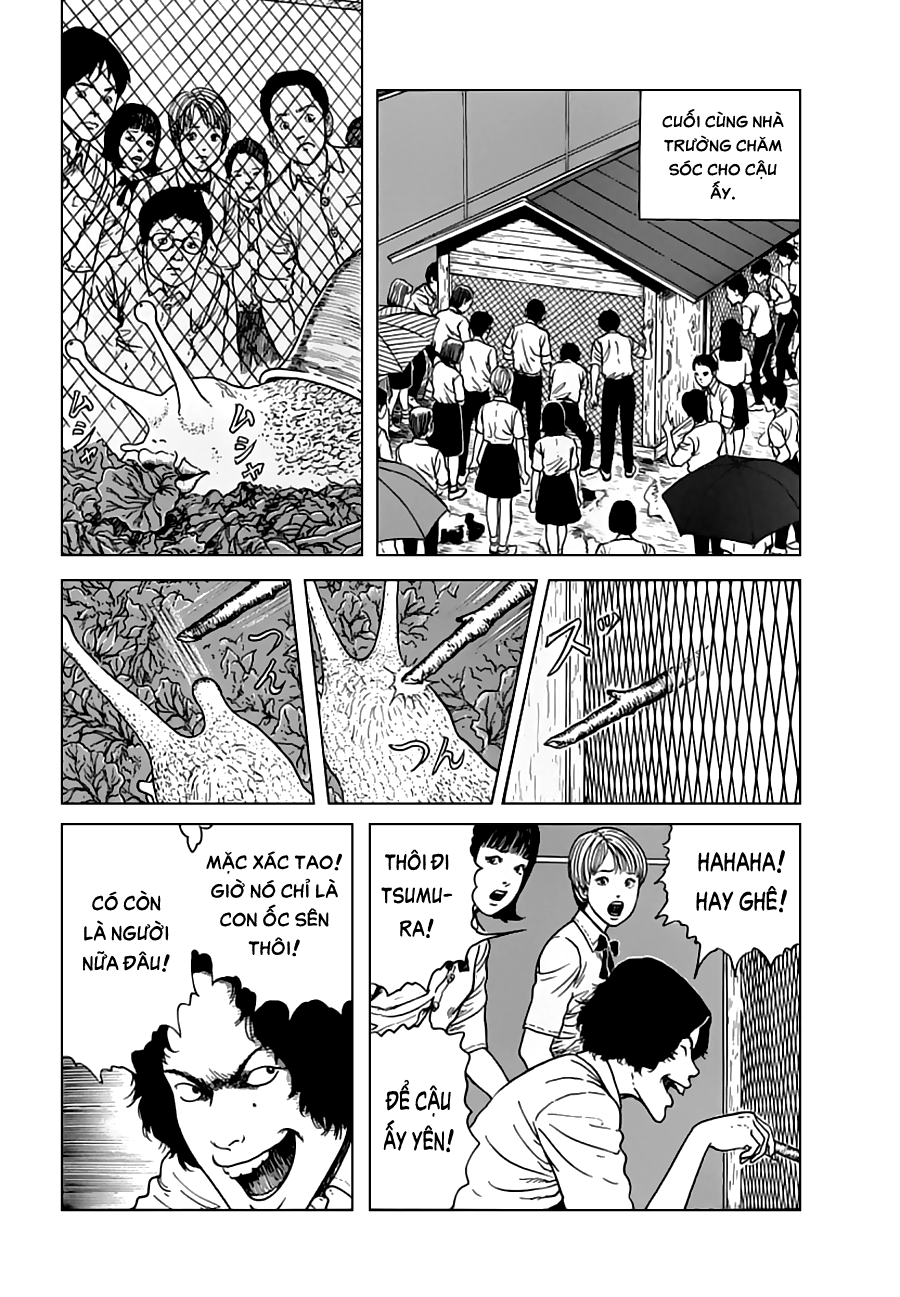 CUỐI CÙNG NHÀ
TRƯỜNG CHĂM
SÓC CHO CẬU
ẤY.
ムシャ
ムシャ
ズッ
つん
つん
HAHAHA!
HAY GHÊ!
THÔI ĐI
TSUMU-
RA!
ĐỂ CẬU
ẤY YÊN!
MẶC XÁC TAO!
GIỜ NÓ CHỈ LÀ
CON ỐC SÊN
THÔI!
CÓ CÒN
LÀ NGƯỜI
NỮA ĐÂU!